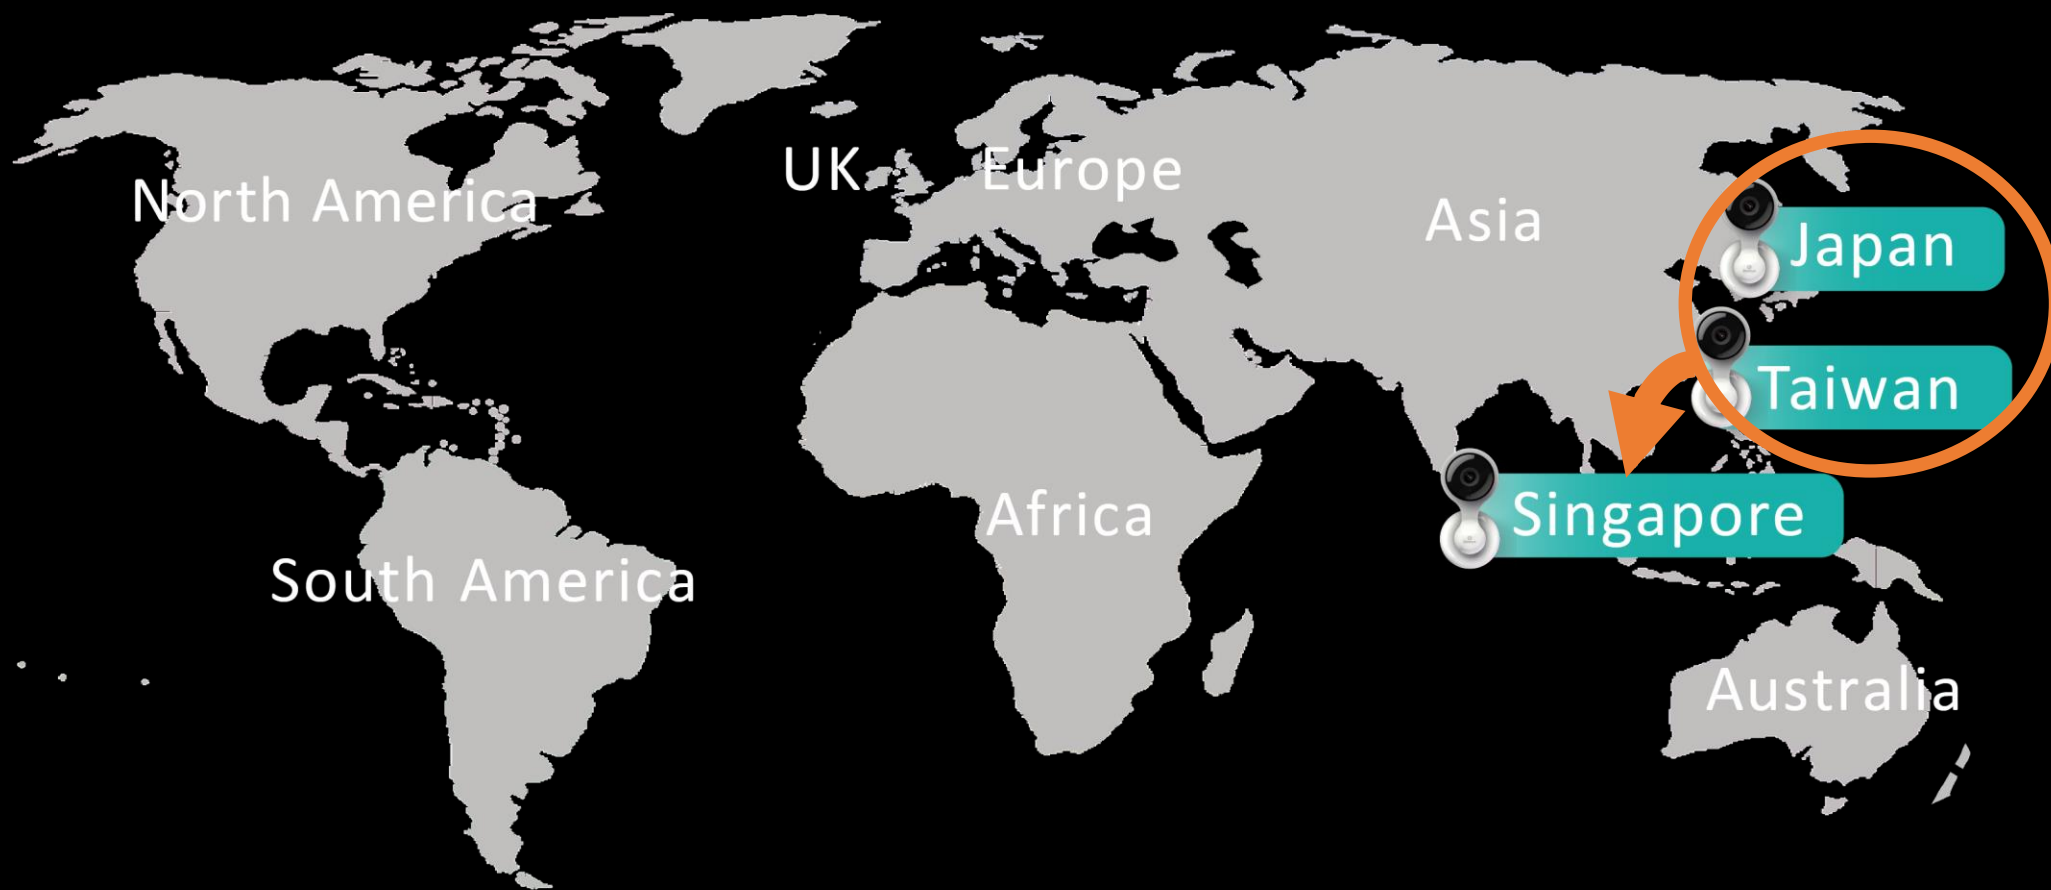 UK
Europe
North America
Asia
Japan
Taiwan
Singapore
Africa
South America
Australia